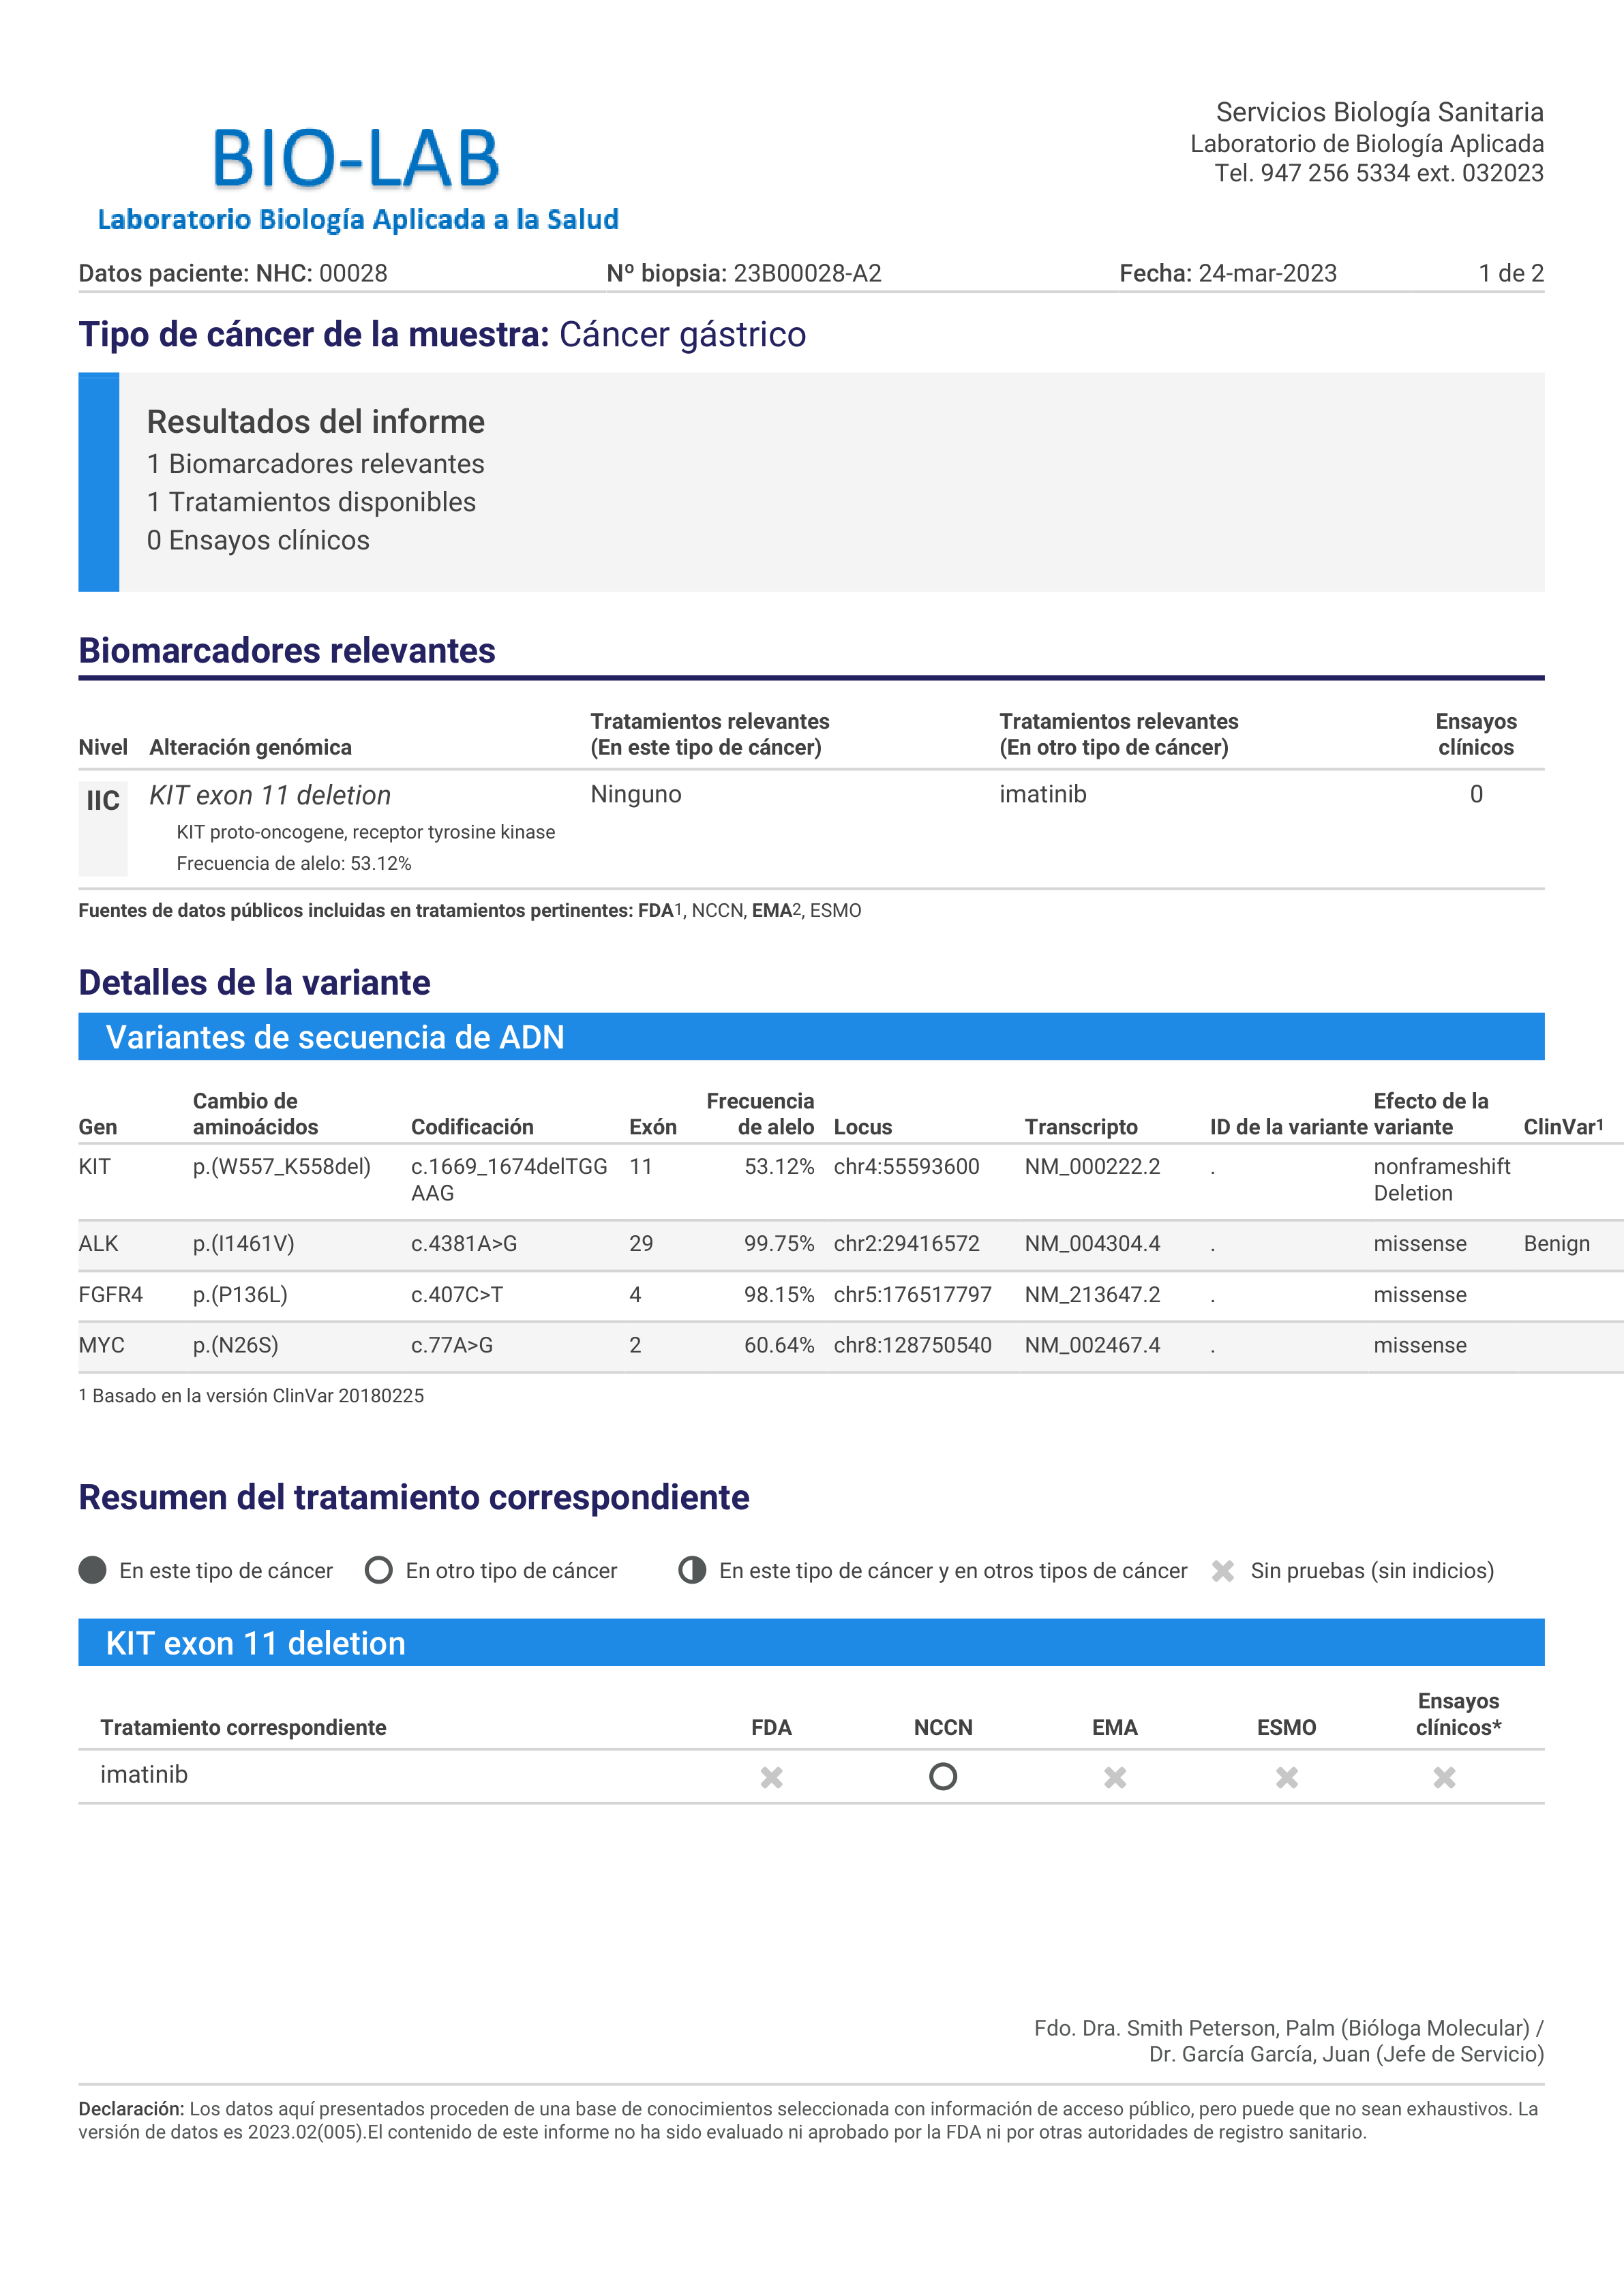 BIO-LAB
Laboratorio Biología Aplicada a la Salud
Servicios Biología Sanitaria
Laboratorio de Biología Aplicada
Tel. 947 256 5334 ext. 032023
Datos paciente: NHC: 00028 Nº biopsia: 23B00028-A2 Fecha: 24-mar-2023 1 de 2
Tipo de cáncer de la muestra: Cáncer gástrico
Resultados del informe
1 Biomarcadores relevantes
1 Tratamientos disponibles
0 Ensayos clínicos
Biomarcadores relevantes
Tratamientos relevantes Tratamientos relevantes Ensayos
Nivel Alteración genómica (En este tipo de cáncer) (En otro tipo de cáncer) clínicos
IIC KIT exon 11 deletion Ninguno imatinib 0
KIT proto-oncogene, receptor tyrosine kinase
Frecuencia de alelo: 53.12%
Fuentes de datos públicos incluidas en tratamientos pertinentes: FDA1, NCCN, EMA2, ESMO
Detalles de la variante
Variantes de secuencia de ADN
Cambio de Frecuencia Efecto de la
Gen aminoácidos Codificación Exón de alelo Locus Transcripto ID de la variante variante ClinVar1
KIT p.(W557_K558del) c.1669_1674delTGG 11 53.12% chr4:55593600 NM_000222.2 . nonframeshift
AAG Deletion
ALK p.(I1461V) c.4381A>G 29 99.75% chr2:29416572 NM_004304.4 . missense Benign
FGFR4 p.(P136L) c.407C>T 4 98.15% chr5:176517797 NM_213647.2 . missense
MYC p.(N26S) c.77A>G 2 60.64% chr8:128750540 NM_002467.4 . missense
1 Basado en la versión ClinVar 20180225
Resumen del tratamiento correspondiente
En este tipo de cáncer En otro tipo de cáncer En este tipo de cáncer y en otros tipos de cáncer Sin pruebas (sin indicios)
KIT exon 11 deletion
Ensayos
Tratamiento correspondiente FDA NCCN EMA ESMO clínicos*
imatinib
Fdo. Dra. Smith Peterson, Palm (Bióloga Molecular) /
Dr. García García, Juan (Jefe de Servicio)
Declaración: Los datos aquí presentados proceden de una base de conocimientos seleccionada con información de acceso público, pero puede que no sean exhaustivos. La
versión de datos es 2023.02(005).El contenido de este informe no ha sido evaluado ni aprobado por la FDA ni por otras autoridades de registro sanitario.